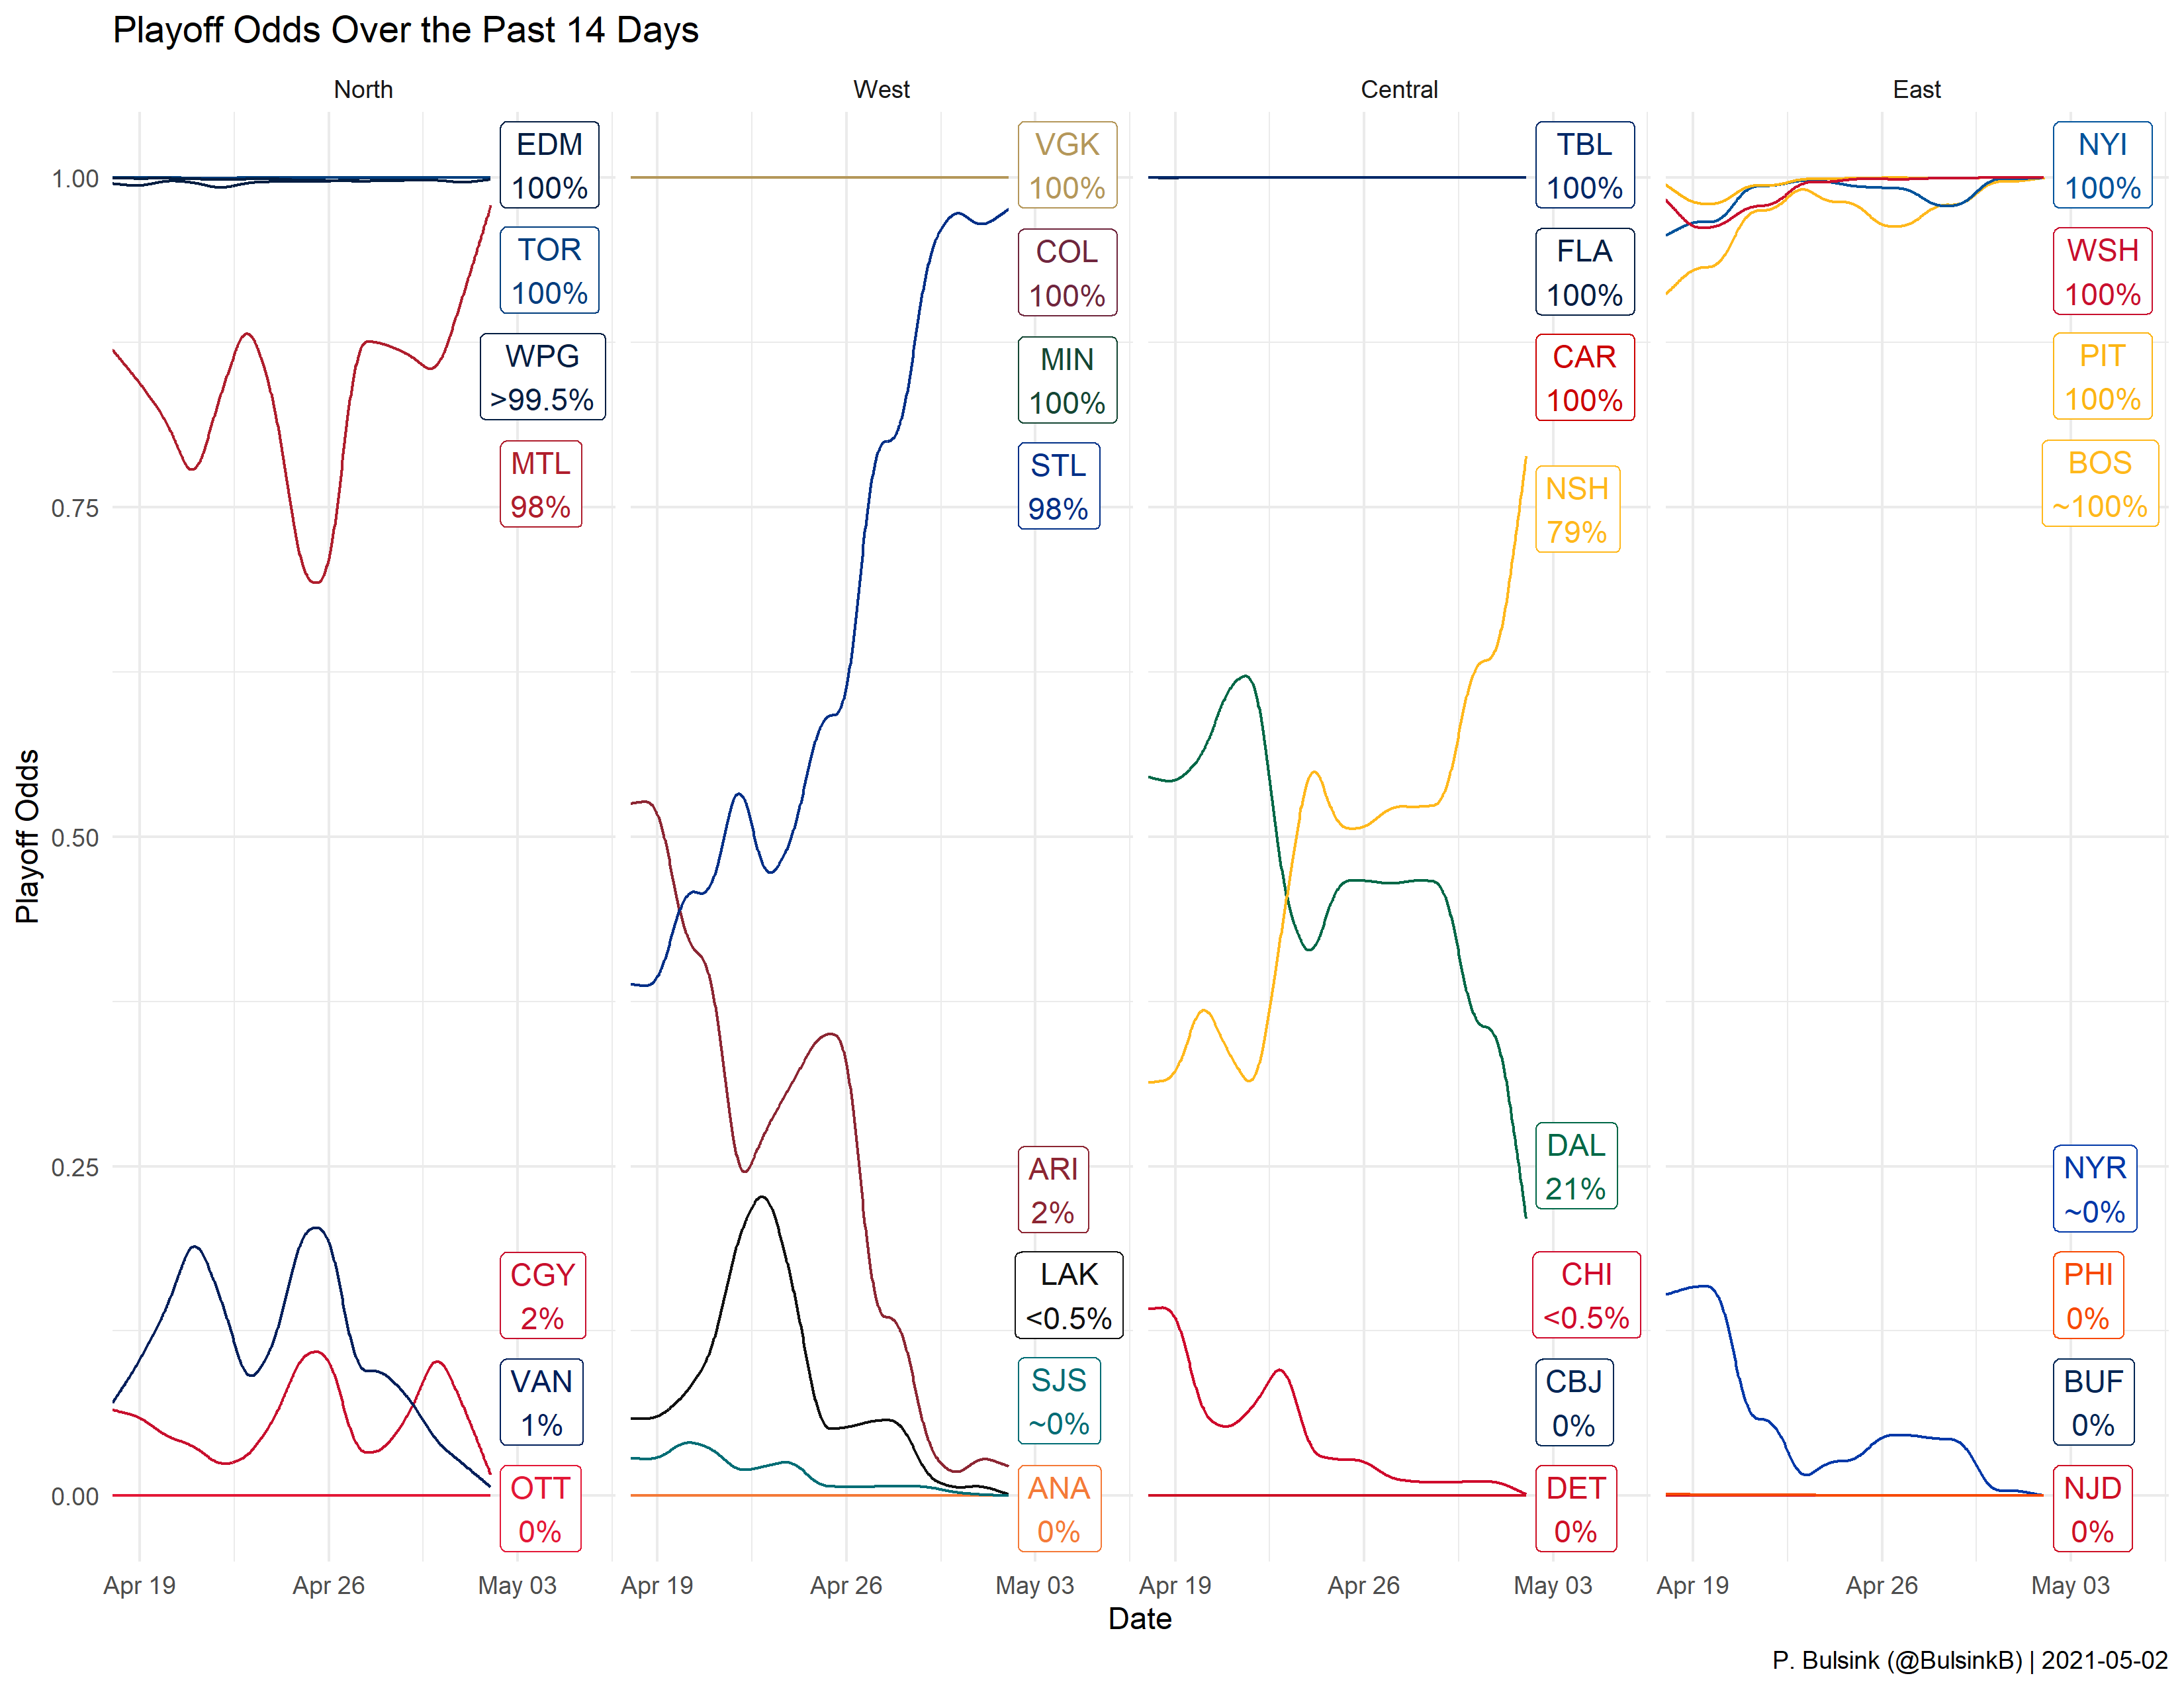 Playoff Odds Over the Past 14 Days
North
West
Central
East
Playoff Odds
1.00
0.75
0.50
0.25
0.00
EDM
100%
TOR
100%
WPG
>99.5%
MTL
98%
CGY
2%
VAN
1%
OTT
0%
VGK
100%
COL
100%
MIN
100%
STL
98%
ARI
2%
LAK
<0.5%
SJS
~0%
ANA
0%
TBL
100%
FLA
100%
CAR
100%
NSH
79%
DAL
21%
CHI
<0.5%
CBJ
0%
DET
0%
NYI
100%
WSH
100%
PIT
100%
BOS
~100%
NYR
~0%
PHI
0%
BUF
0%
NJD
0%
Apr 19 Apr 26 May 03
Apr 19 Apr 26 May 03
Apr 19 Apr 26 May 03
Apr 19 Apr 26 May 03
Date
P. Bulsink (@BulsinkB) | 2021-05-02